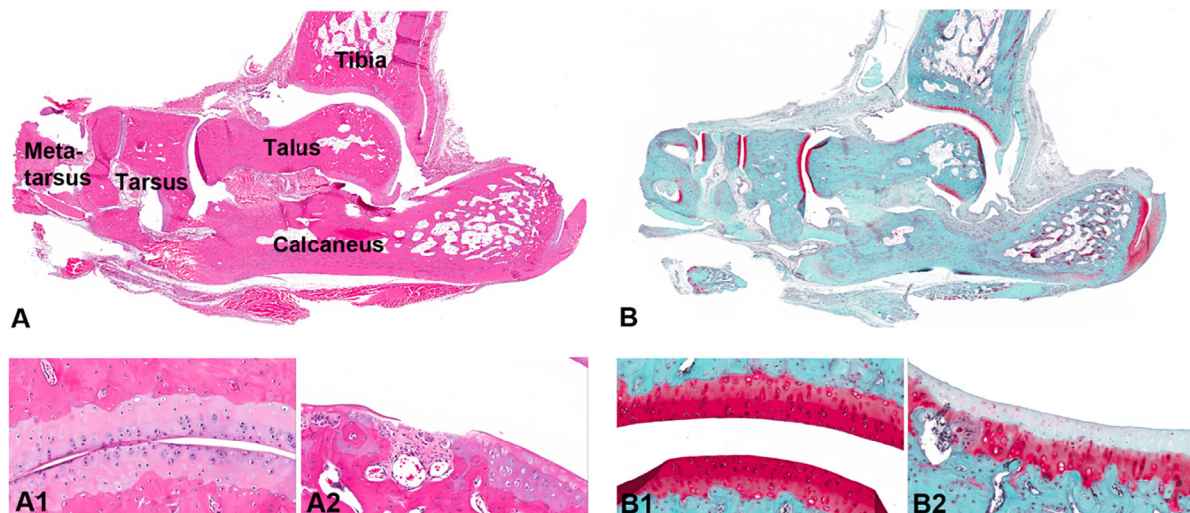 Tibia
Meta-
tarsus
Tarsus
Talus
Calcaneus
A
B
A1
A2
B1
B2